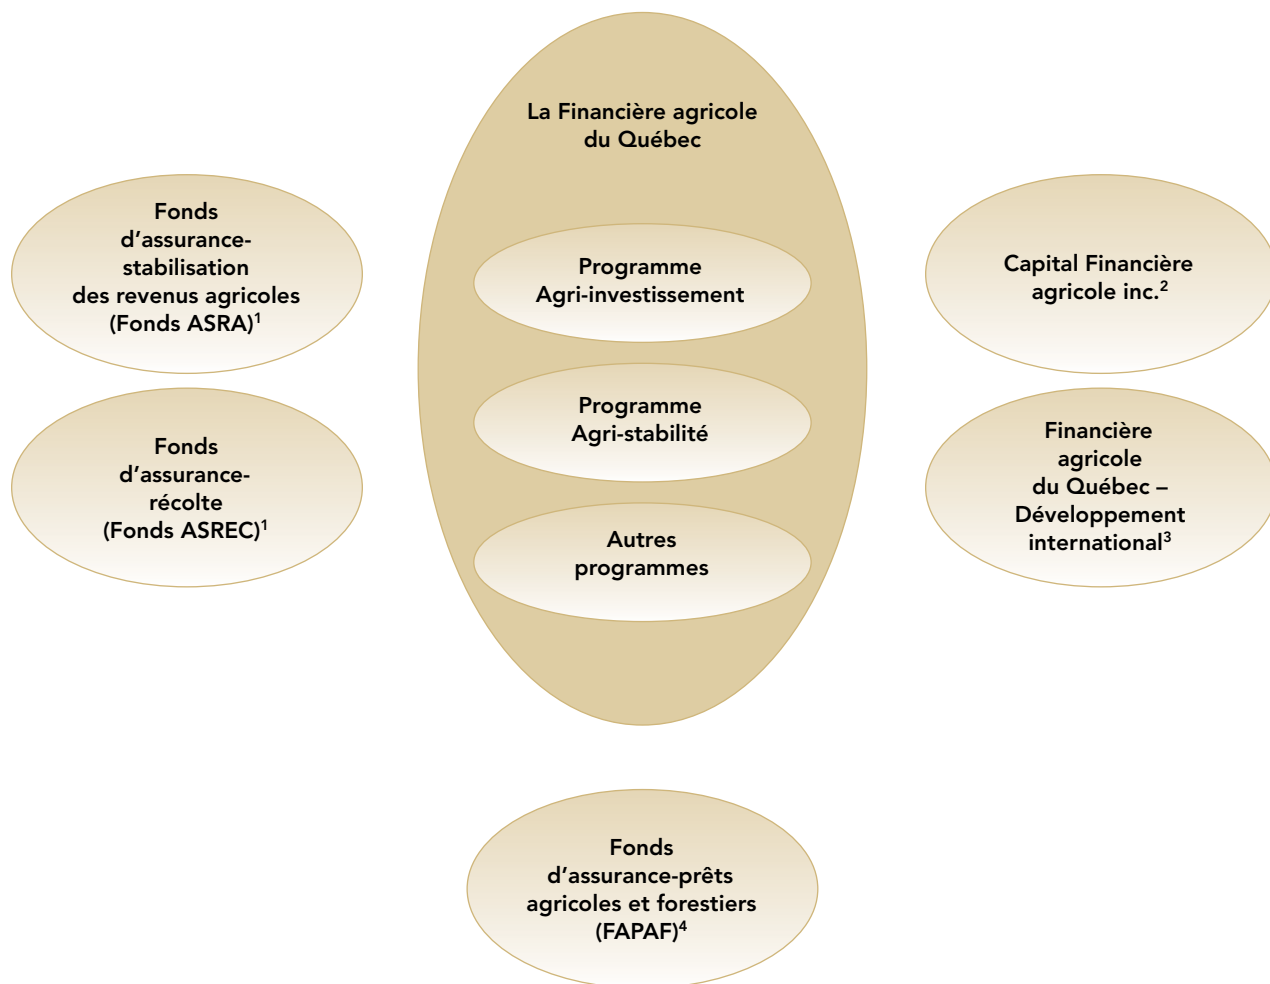 La Financière agricole
du Québec
Fonds
d’assurance-
stabilisation
des revenus agricoles
(Fonds ASRA)¹
Fonds
d’assurance-
récolte
(Fonds ASREC)¹
Programme
Agri-investissement
Programme
Agri-stabilité
Autres
programmes
Capital Financière
agricole inc.²
Financière
agricole
du Québec –
Développement
international³
Fonds
d’assurance-prêts
agricoles et forestiers
(FAPAF)⁴